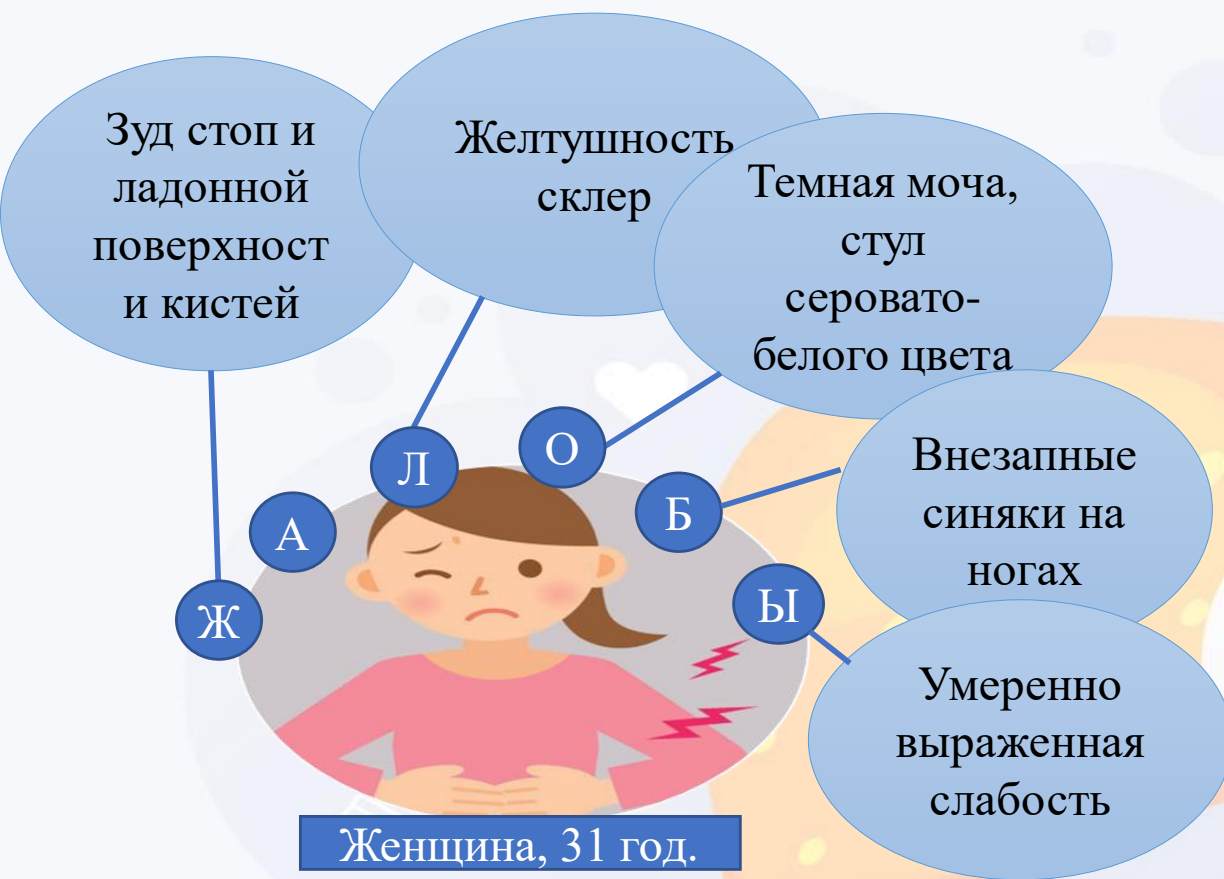 Зуд стоп и
ладонной
поверхност
и кистей
Желтушность
склер
Темная моча,
стул
серовато-
белого цвета
Внезапные
синяки на
ногах
Умеренно
выраженная
слабость
Ж
А
Л
О
Б
Ы
Женщина, 31 год.